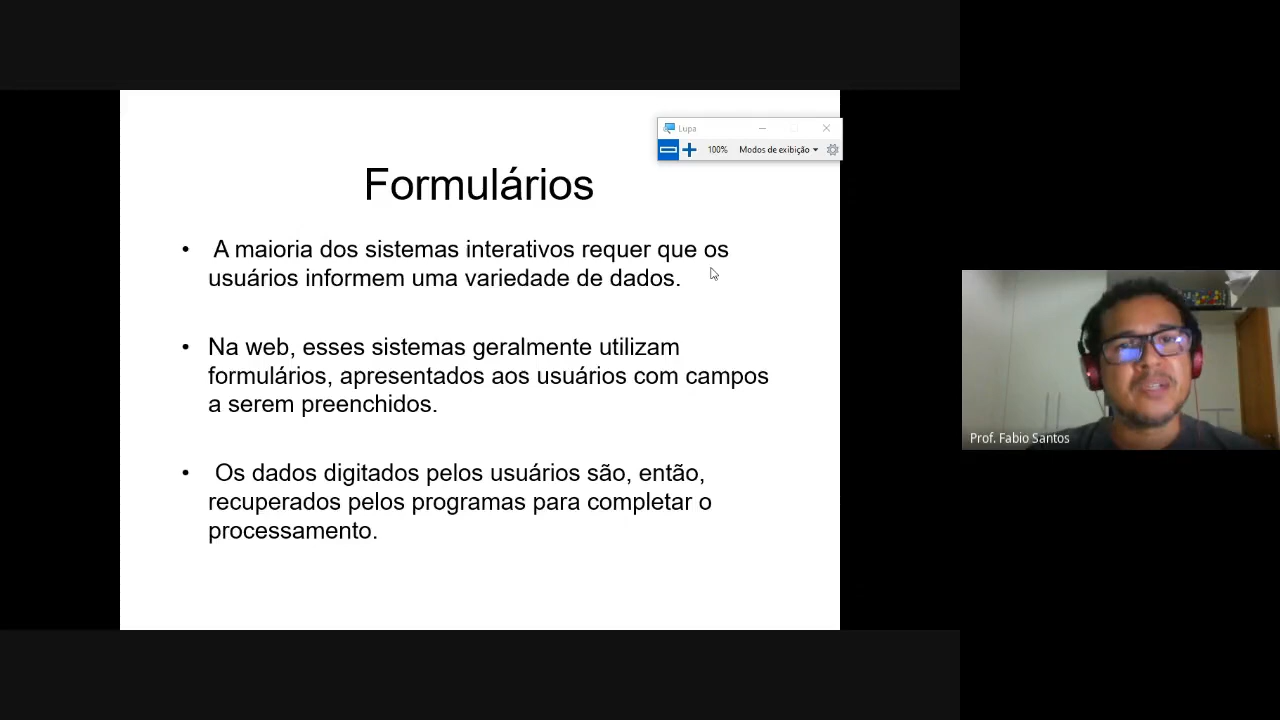 Lupa
100% Modos de exibição
Formulários
• A maioria dos sistemas interativos requer que os
usuários informem uma variedade de dados.
• Na web, esses sistemas geralmente utilizam
formulários, apresentados aos usuários com campos
a serem preenchidos.
• Os dados digitados pelos usuários são, então,
recuperados pelos programas para completar o
processamento.
Prof. Fabio Santos